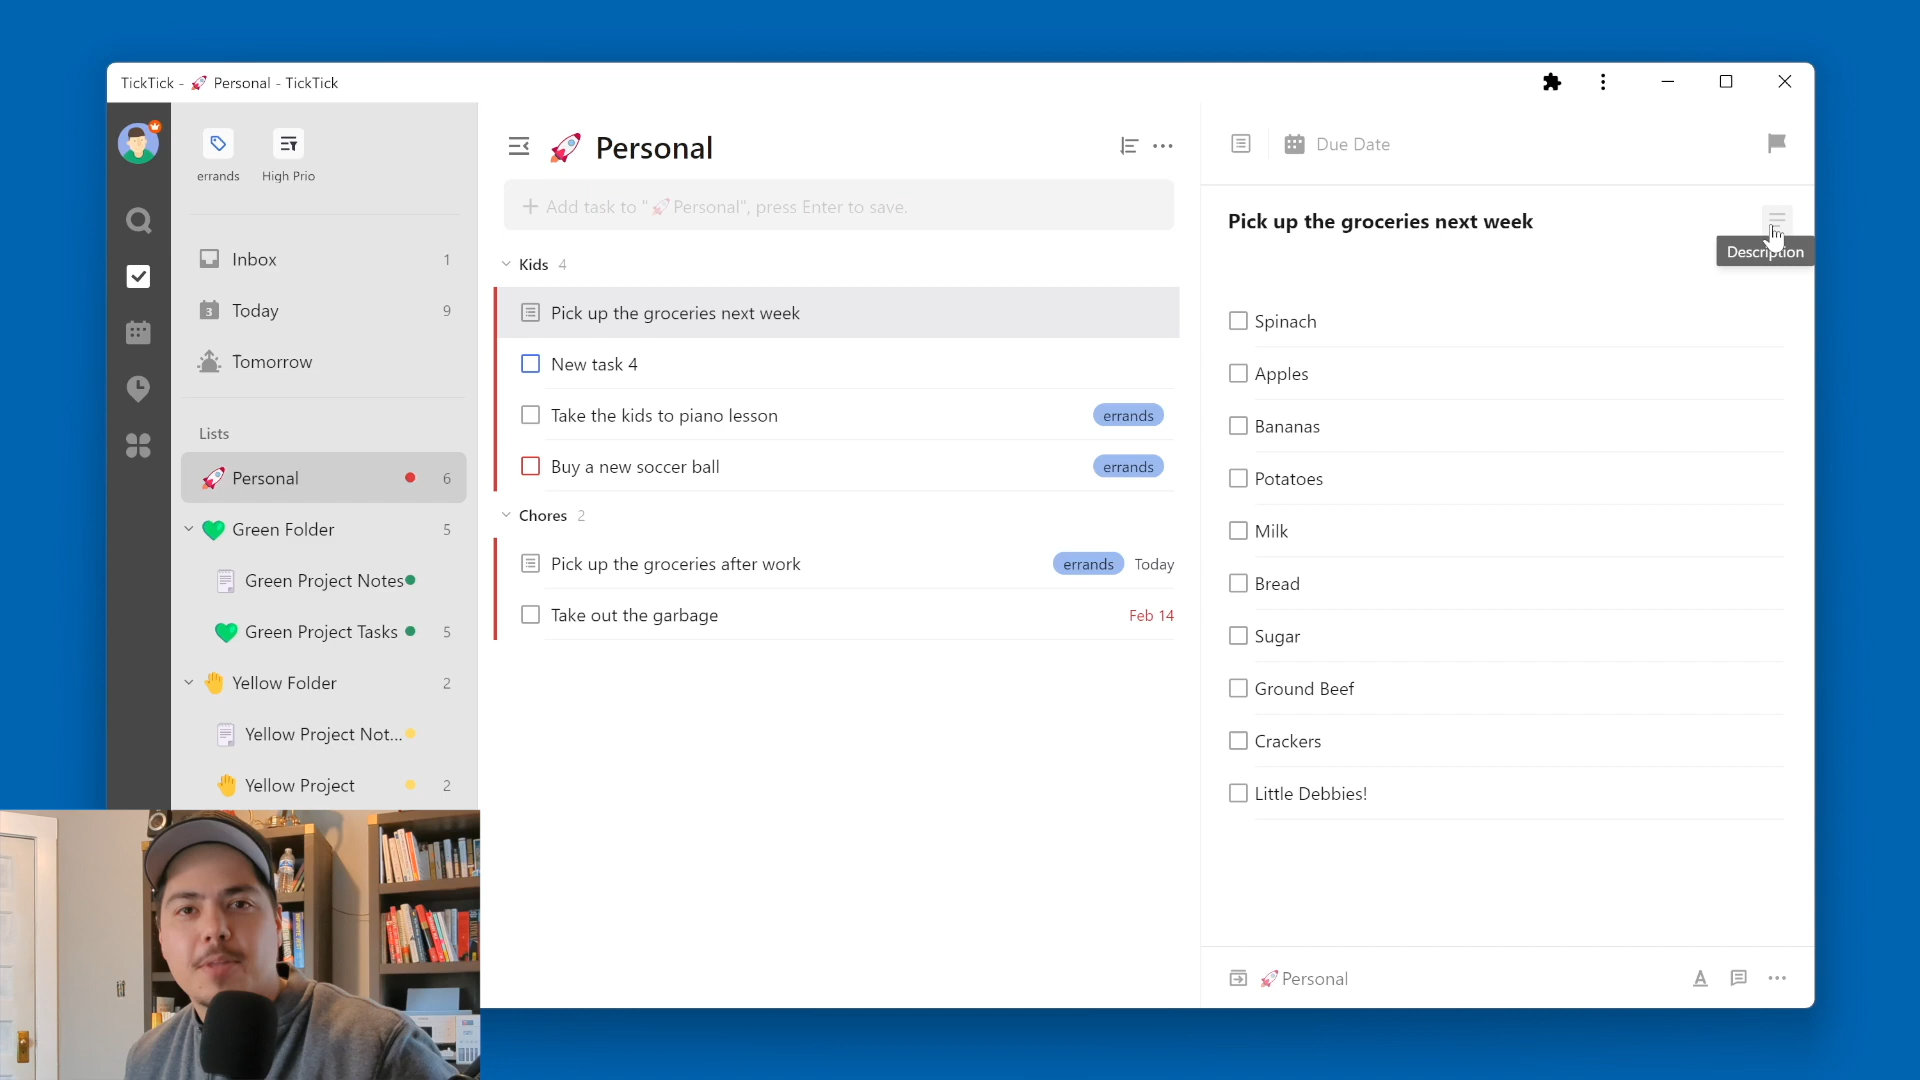 TickTick - 🚀 Personal - TickTick
errands
High Prio
Inbox 1
3 Today 9
Tomorrow
Lists
🚀 Personal 6
💚 Green Folder 5
Green Project Notes
💚 Green Project Tasks 5
🤚 Yellow Folder 2
Yellow Project Not...
🤚 Yellow Project 2
🚀 Personal
+ Add task to "🚀Personal", press Enter to save.
Kids 4
Pick up the groceries next week
New task 4
Take the kids to piano lesson errands
Buy a new soccer ball errands
Chores 2
Pick up the groceries after work errands Today
Take out the garbage Feb 14
Due Date
Pick up the groceries next week
Description
Spinach
Apples
Bananas
Potatoes
Milk
Bread
Sugar
Ground Beef
Crackers
Little Debbies!
🚀Personal
A